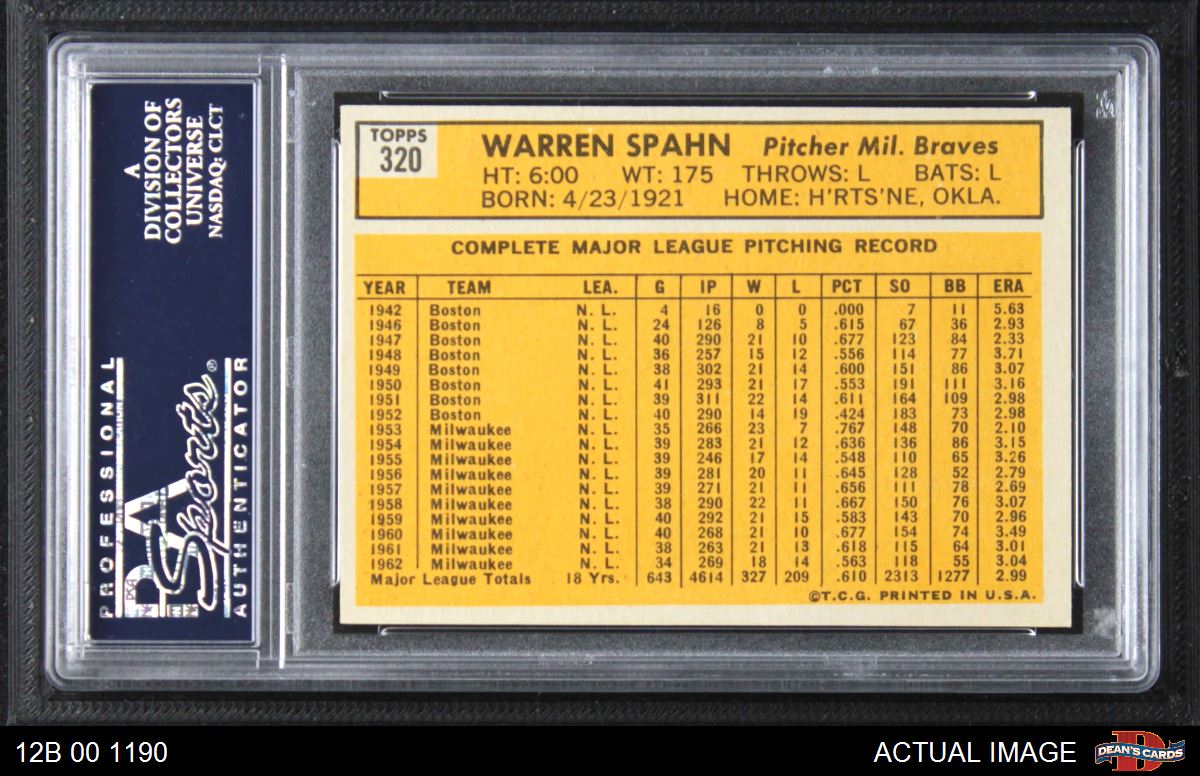 A
DIVISION OF
COLLECTORS
UNIVERSE
NASDAQ: CLCT
PROFESSIONAL
PSA
Sports®
AUTHENTICATOR
TOPPS
320
WARREN SPAHN Pitcher Mil. Braves
HT: 6:00 WT: 175 THROWS: L BATS: L
BORN: 4/23/1921 HOME: H'RTS'NE, OKLA.
COMPLETE MAJOR LEAGUE PITCHING RECORD
YEAR TEAM LEA. G IP W L PCT SO BB ERA
1942 Boston N. L. 4 16 0 0 .000 7 11 5.63
1946 Boston N. L. 24 126 8 5 .615 67 36 2.93
1947 Boston N. L. 40 290 21 10 .677 123 84 2.33
1948 Boston N. L. 36 257 15 12 .556 114 77 3.71
1949 Boston N. L. 38 302 21 14 .600 151 86 3.07
1950 Boston N. L. 41 293 21 17 .553 191 111 3.16
1951 Boston N. L. 39 311 22 14 .611 164 109 2.98
1952 Boston N. L. 40 290 14 19 .424 183 73 2.98
1953 Milwaukee N. L. 35 266 23 7 .767 148 70 2.10
1954 Milwaukee N. L. 39 283 21 12 .636 136 86 3.15
1955 Milwaukee N. L. 39 246 17 14 .548 110 65 3.26
1956 Milwaukee N. L. 39 281 20 11 .645 128 52 2.79
1957 Milwaukee N. L. 39 271 21 11 .656 111 78 2.69
1958 Milwaukee N. L. 38 290 22 11 .667 150 76 3.07
1959 Milwaukee N. L. 40 292 21 15 .583 143 70 2.96
1960 Milwaukee N. L. 40 268 21 10 .677 154 74 3.49
1961 Milwaukee N. L. 38 263 21 13 .618 115 64 3.01
1962 Milwaukee N. L. 34 269 18 14 .563 118 55 3.04
Major League Totals 18 Yrs. 643 4614 327 209 .610 2313 1277 2.99
©T.C.G. PRINTED IN U.S.A.
12B 00 1190
ACTUAL IMAGE
DEAN'S CARDS